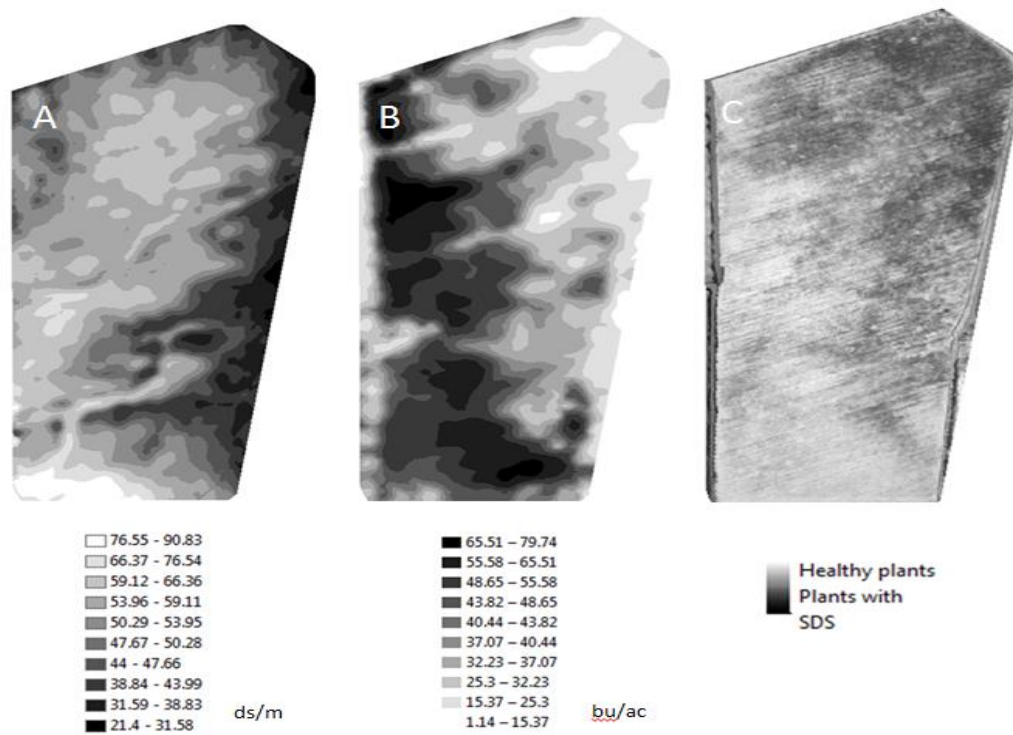 A
B
C
76.55 - 90.83
66.37 - 76.54
59.12 - 66.36
53.96 - 59.11
50.29 - 53.95
47.67 - 50.28
44 - 47.66
38.84 - 43.99
31.59 - 38.83
21.4 - 31.58
ds/m
65.51 – 79.74
55.58 – 65.51
48.65 – 55.58
43.82 – 48.65
40.44 – 43.82
37.07 – 40.44
32.23 – 37.07
25.3 – 32.23
15.37 – 25.3
1.14 – 15.37
bu/ac
Healthy plants
Plants with
SDS